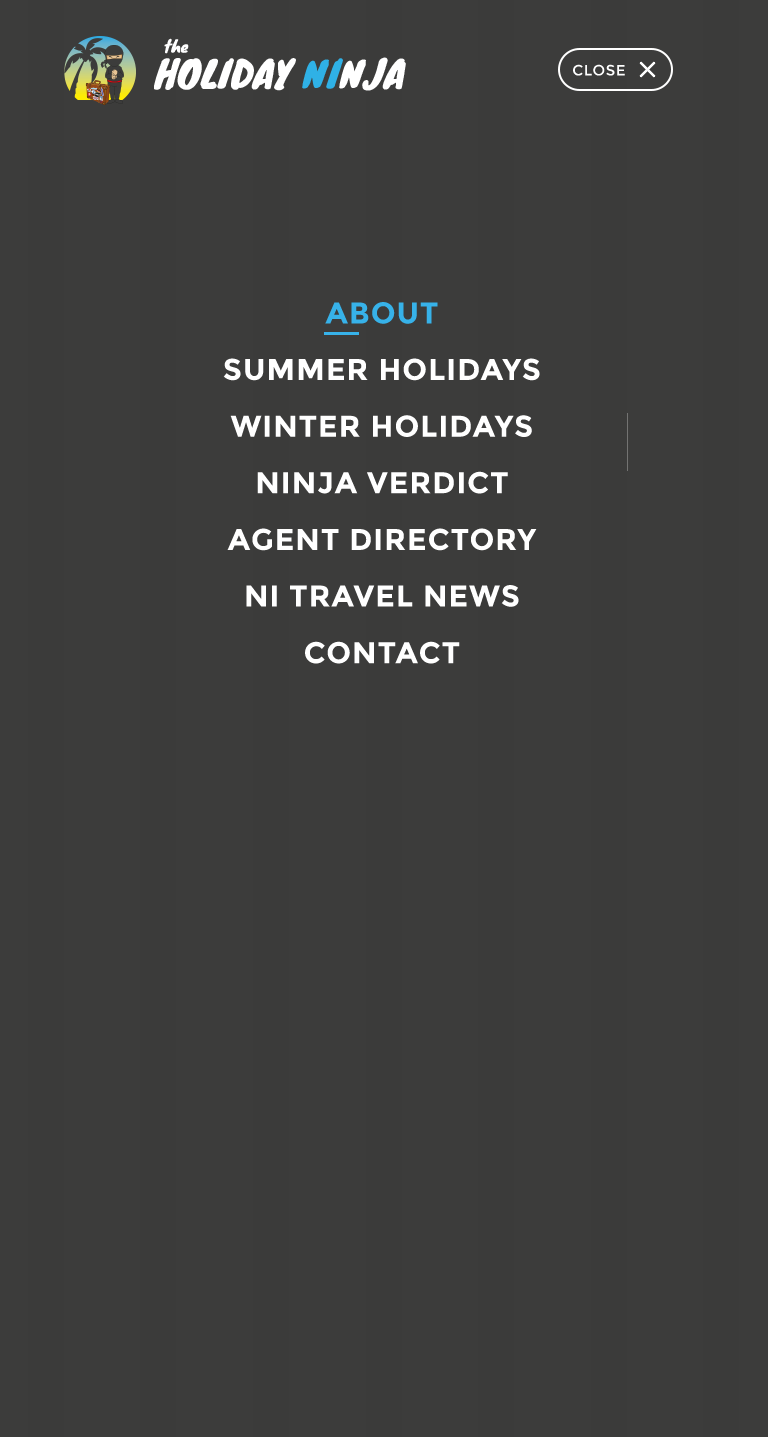 the
HOLIDAY NINJA
CLOSE
ABOUT
SUMMER HOLIDAYS
WINTER HOLIDAYS
NINJA VERDICT
AGENT DIRECTORY
NI TRAVEL NEWS
CONTACT